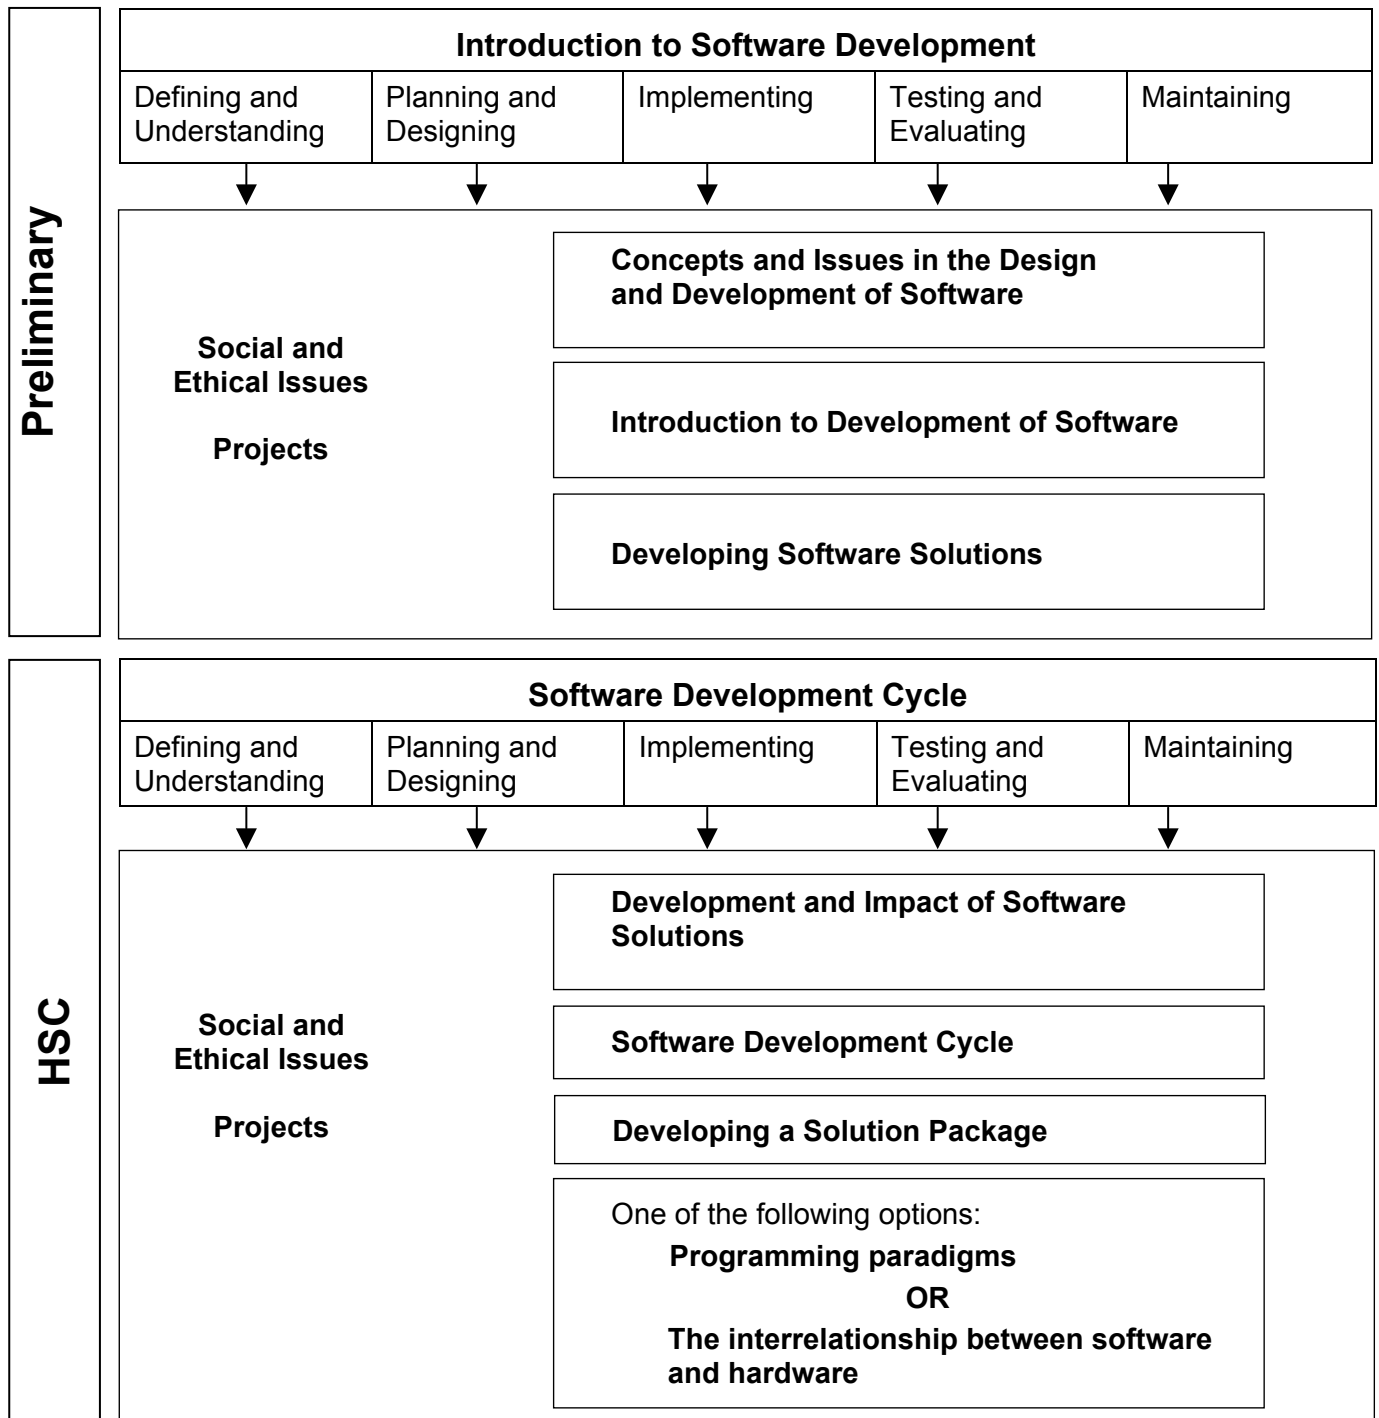 Preliminary
Introduction to Software Development
Defining and
Understanding
Planning and
Designing
Implementing
Testing and
Evaluating
Maintaining
Social and
Ethical Issues
Projects
Concepts and Issues in the Design
and Development of Software
Introduction to Development of Software
Developing Software Solutions
HSC
Software Development Cycle
Defining and
Understanding
Planning and
Designing
Implementing
Testing and
Evaluating
Maintaining
Social and
Ethical Issues
Projects
Development and Impact of Software
Solutions
Software Development Cycle
Developing a Solution Package
One of the following options:
Programming paradigms
OR
The interrelationship between software
and hardware